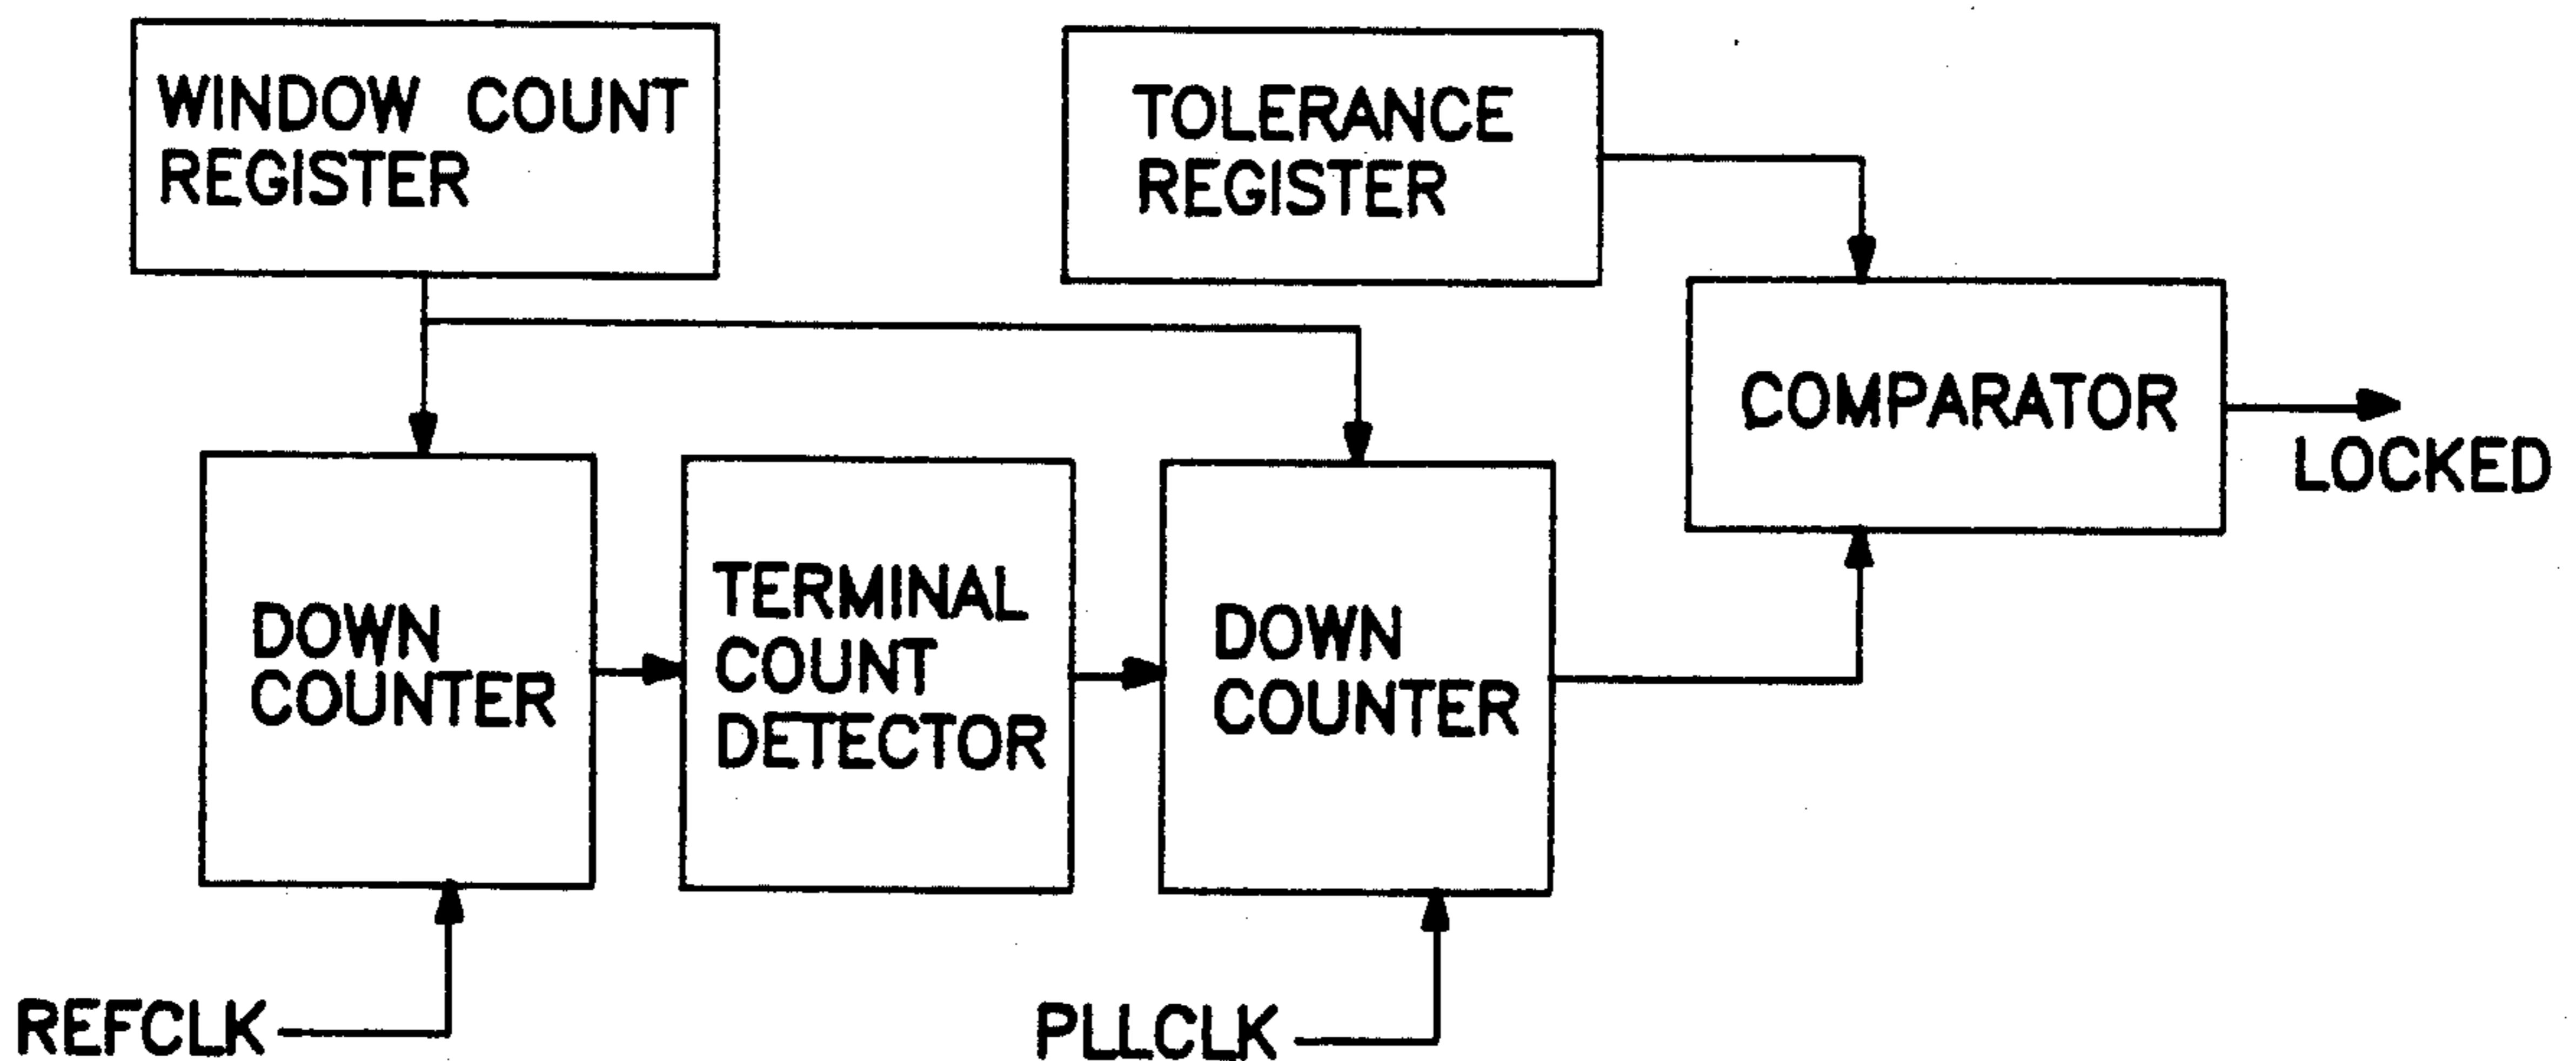 WINDOW COUNT
REGISTER
TOLERANCE
REGISTER
COMPARATOR
LOCKED
DOWN
COUNTER
TERMINAL
COUNT
DETECTOR
DOWN
COUNTER
REFCLK
PLLCLK